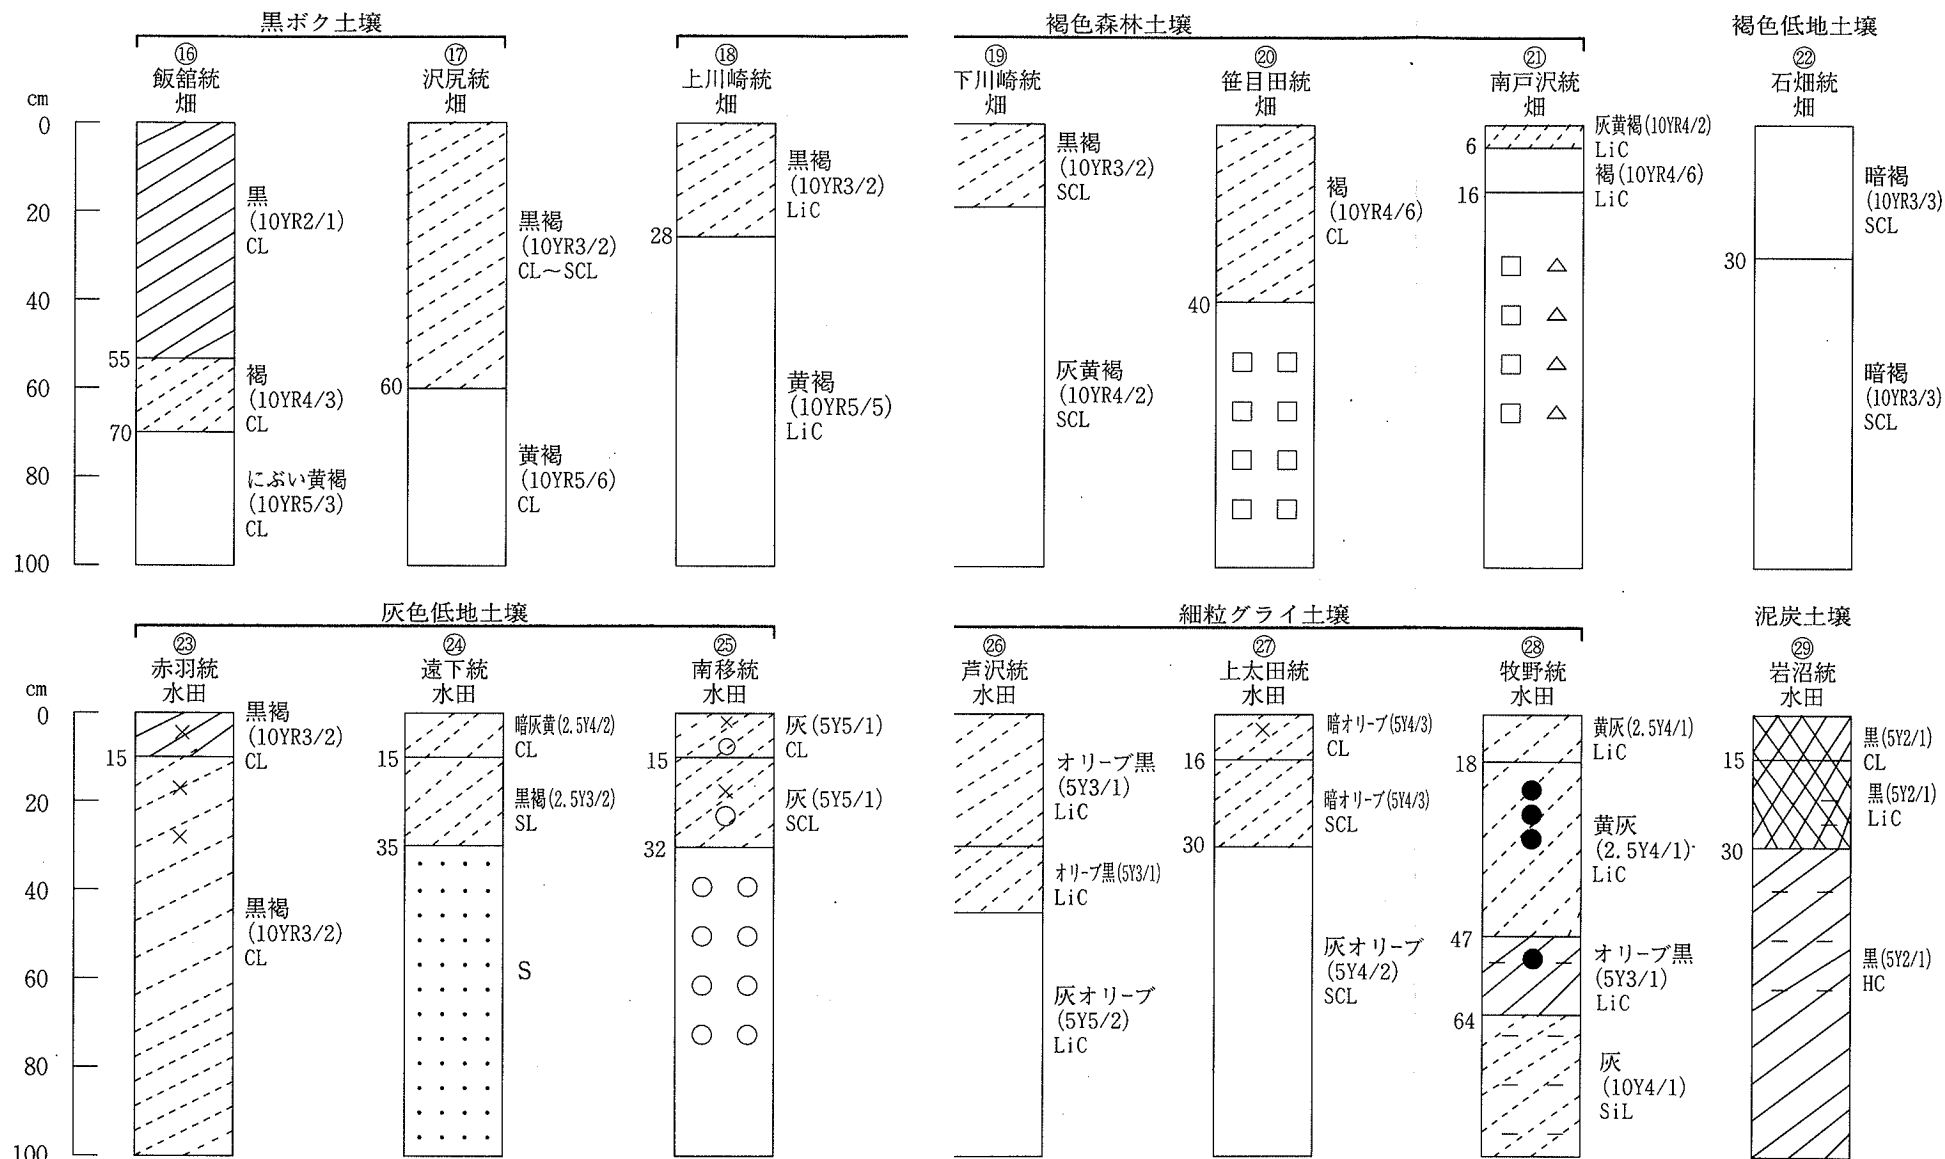 黒ボク土壌
褐色森林土壌
褐色低地土壌
cm
0
20
40
60
80
100
⑯
飯舘統
畑
黒
(10YR2/1)
CL
55
褐
(10YR4/3)
CL
70
にぶい黄褐
(10YR5/3)
CL
⑰
沢尻統
畑
黒褐
(10YR3/2)
CL〜SCL
60
黄褐
(10YR5/6)
CL
⑱
上川崎統
畑
黒褐
(10YR3/2)
LiC
28
黄褐
(10YR5/5)
LiC
⑲
下川崎統
畑
黒褐
(10YR3/2)
SCL
灰黄褐
(10YR4/2)
SCL
⑳
笹目田統
畑
褐
(10YR4/6)
CL
40
㉑
南戸沢統
畑
灰黄褐(10YR4/2)
LiC
6
褐(10YR4/6)
LiC
16
㉒
石畑統
畑
暗褐
(10YR3/3)
SCL
30
暗褐
(10YR3/3)
SCL
灰色低地土壌
細粒グライ土壌
泥炭土壌
cm
0
20
40
60
80
100
㉓
赤羽統
水田
黒褐
(10YR3/2)
CL
15
黒褐
(10YR3/2)
CL
㉔
遠下統
水田
暗灰黄(2.5Y4/2)
CL
15
黒褐(2.5Y3/2)
SL
35
S
㉕
南移統
水田
灰(5Y5/1)
CL
15
灰(5Y5/1)
SCL
32
㉖
芦沢統
水田
オリーブ黒
(5Y3/1)
LiC
オリーブ黒(5Y3/1)
LiC
灰オリーブ
(5Y5/2)
LiC
㉗
上太田統
水田
暗オリーブ(5Y4/3)
CL
16
暗オリーブ(5Y4/3)
SCL
30
灰オリーブ
(5Y4/2)
SCL
㉘
牧野統
水田
黄灰(2.5Y4/1)
LiC
18
黄灰
(2.5Y4/1)
LiC
47
オリーブ黒
(5Y3/1)
LiC
64
灰
(10Y4/1)
SiL
㉙
岩沼統
水田
黒(5Y2/1)
CL
15
黒(5Y2/1)
LiC
30
黒(5Y2/1)
HC